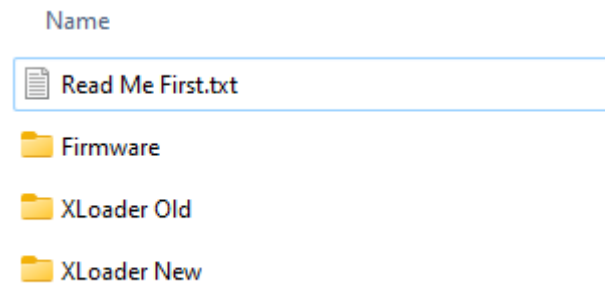 Name
Read Me First.txt
Firmware
XLoader Old
XLoader New